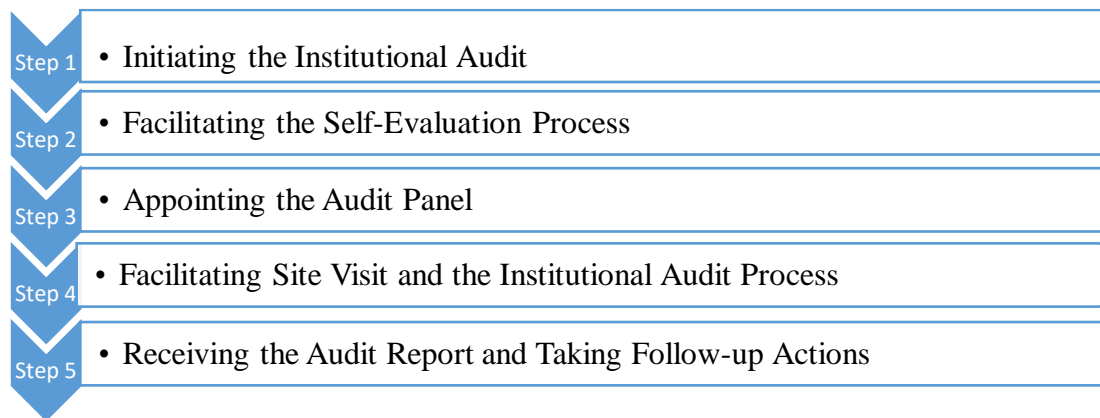 Step 1
• Initiating the Institutional Audit
Step 2
• Facilitating the Self-Evaluation Process
Step 3
• Appointing the Audit Panel
Step 4
• Facilitating Site Visit and the Institutional Audit Process
Step 5
• Receiving the Audit Report and Taking Follow-up Actions